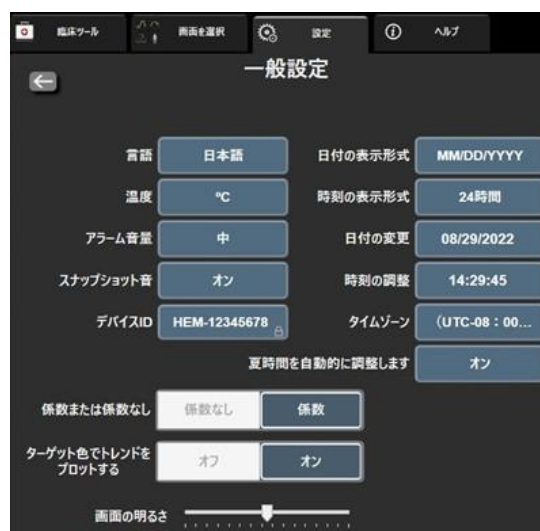 臨床ツール
画面を選択
設定
ヘルプ
一般設定
言語 日本語 日付の表示形式 MM/DD/YYYY
温度 ºC 時刻の表示形式 24時間
アラーム音量 中 日付の変更 08/29/2022
スナップショット音 オン 時刻の調整 14:29:45
デバイスID HEM-12345678 タイムゾーン (UTC-08：00...
夏時間を自動的に調整します オン
係数または係数なし 係数なし 係数
ターゲット色でトレンドを
プロットする オフ オン
画面の明るさ